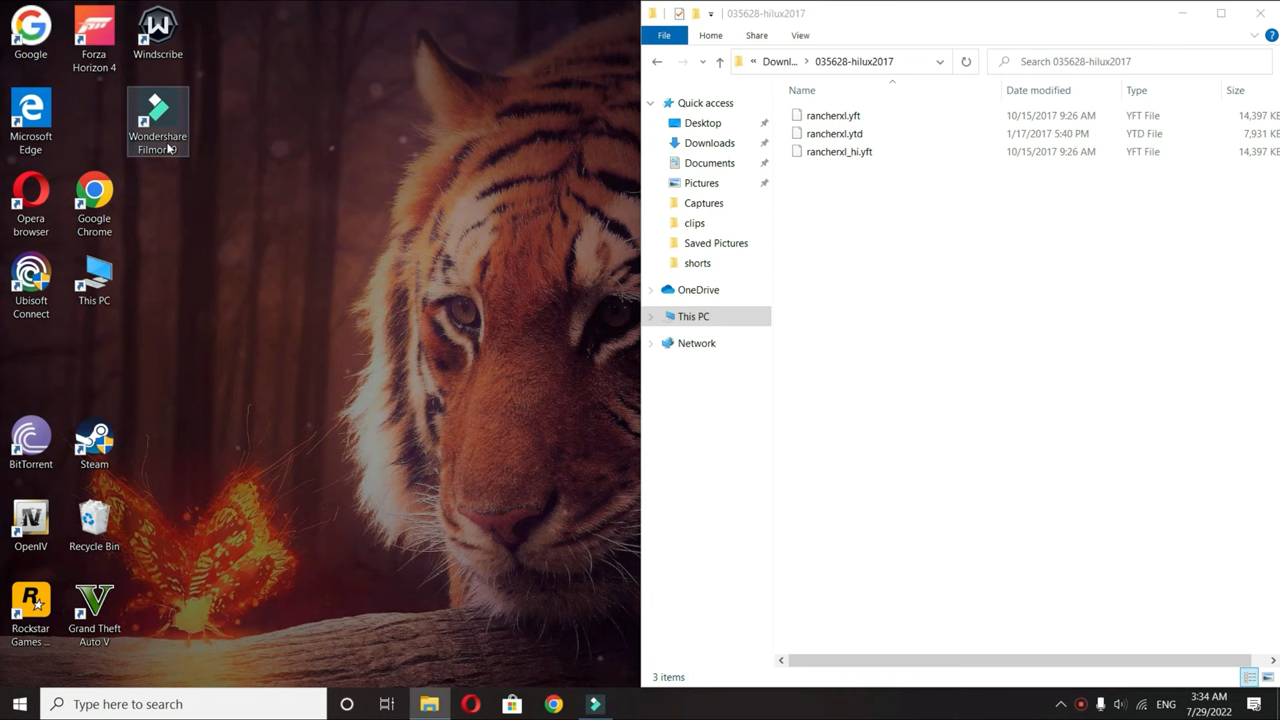 Google
Forza
Horizon 4
Windscribe
Microsoft
Edge
Wondershare
Filmora9
Opera
browser
Google
Chrome
Ubisoft
Connect
This PC
BitTorrent
Steam
OpenIV
Recycle Bin
Rockstar
Games ...
Grand Theft
Auto V
035628-hilux2017
File
Home
Share
View
« Downl... › 035628-hilux2017
Search 035628-hilux2017
Name
Date modified
Type
Size
rancherxl.yft
10/15/2017 9:26 AM
YFT File
14,397 KB
rancherxl.ytd
1/17/2017 5:40 PM
YTD File
7,931 KB
rancherxl_hi.yft
10/15/2017 9:26 AM
YFT File
14,397 KB
Quick access
Desktop
Downloads
Documents
Pictures
Captures
clips
Saved Pictures
shorts
OneDrive
This PC
Network
3 items
Type here to search
ENG
3:34 AM
7/29/2022